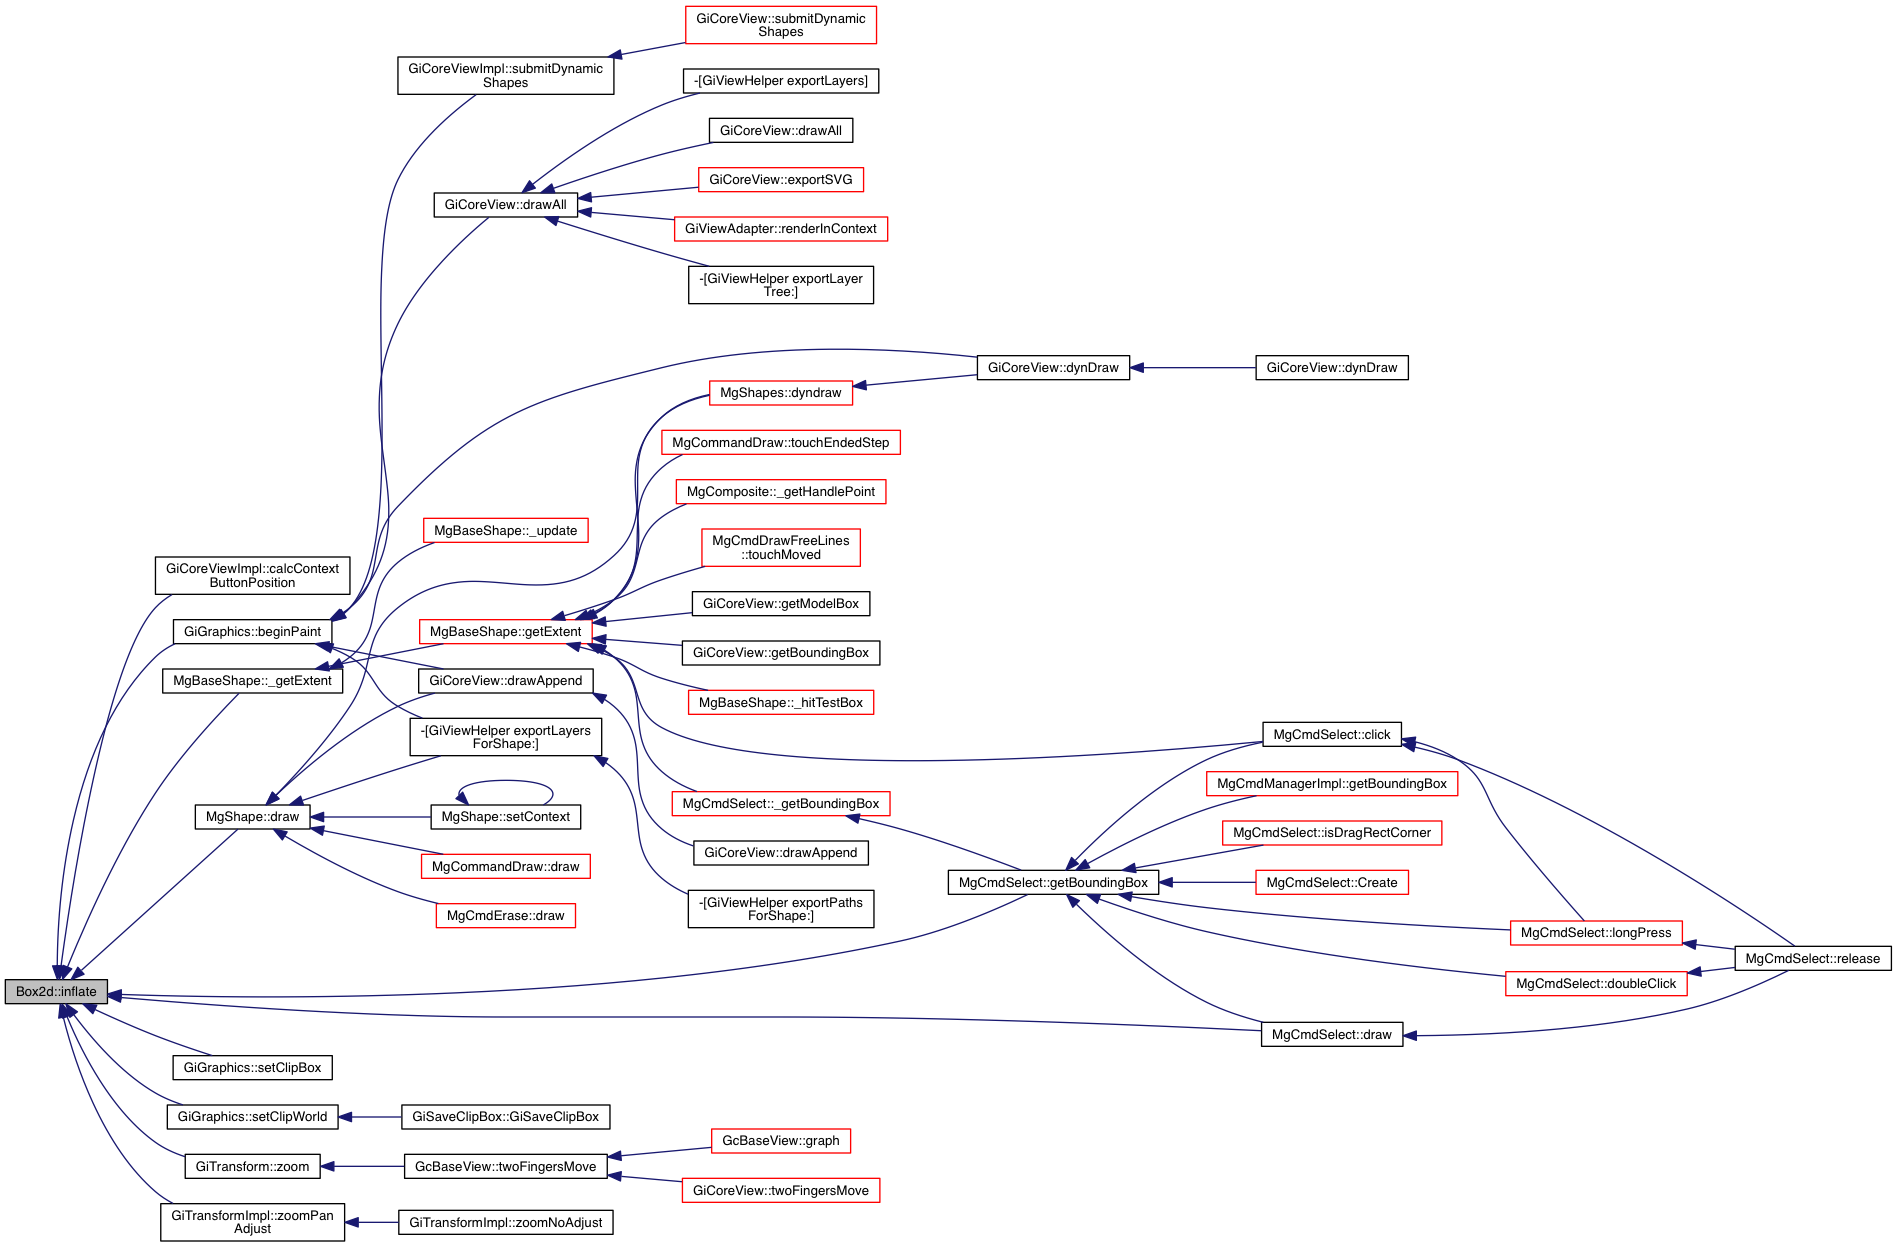 GiCoreView::submitDynamic
Shapes
GiCoreViewImpl::submitDynamic
Shapes
-[GiViewHelper exportLayers]
GiCoreView::drawAll
GiCoreView::exportSVG
GiCoreView::drawAll
GiViewAdapter::renderInContext
-[GiViewHelper exportLayer
Tree:]
GiCoreView::dynDraw
GiCoreView::dynDraw
MgShapes::dyndraw
MgCommandDraw::touchEndedStep
MgComposite::_getHandlePoint
MgBaseShape::_update
MgCmdDrawFreeLines
::touchMoved
GiCoreViewImpl::calcContext
ButtonPosition
GiCoreView::getModelBox
GiGraphics::beginPaint
MgBaseShape::getExtent
GiCoreView::getBoundingBox
MgBaseShape::_getExtent
GiCoreView::drawAppend
MgBaseShape::_hitTestBox
-[GiViewHelper exportLayers
ForShape:]
MgCmdSelect::click
MgCmdManagerImpl::getBoundingBox
MgCmdSelect::_getBoundingBox
MgShape::draw
MgShape::setContext
MgCmdSelect::isDragRectCorner
GiCoreView::drawAppend
MgCommandDraw::draw
MgCmdSelect::getBoundingBox
MgCmdSelect::Create
-[GiViewHelper exportPaths
ForShape:]
MgCmdErase::draw
MgCmdSelect::longPress
MgCmdSelect::release
MgCmdSelect::doubleClick
Box2d::inflate
MgCmdSelect::draw
GiGraphics::setClipBox
GiGraphics::setClipWorld
GiSaveClipBox::GiSaveClipBox
GcBaseView::graph
GiTransform::zoom
GcBaseView::twoFingersMove
GiCoreView::twoFingersMove
GiTransformImpl::zoomPan
Adjust
GiTransformImpl::zoomNoAdjust